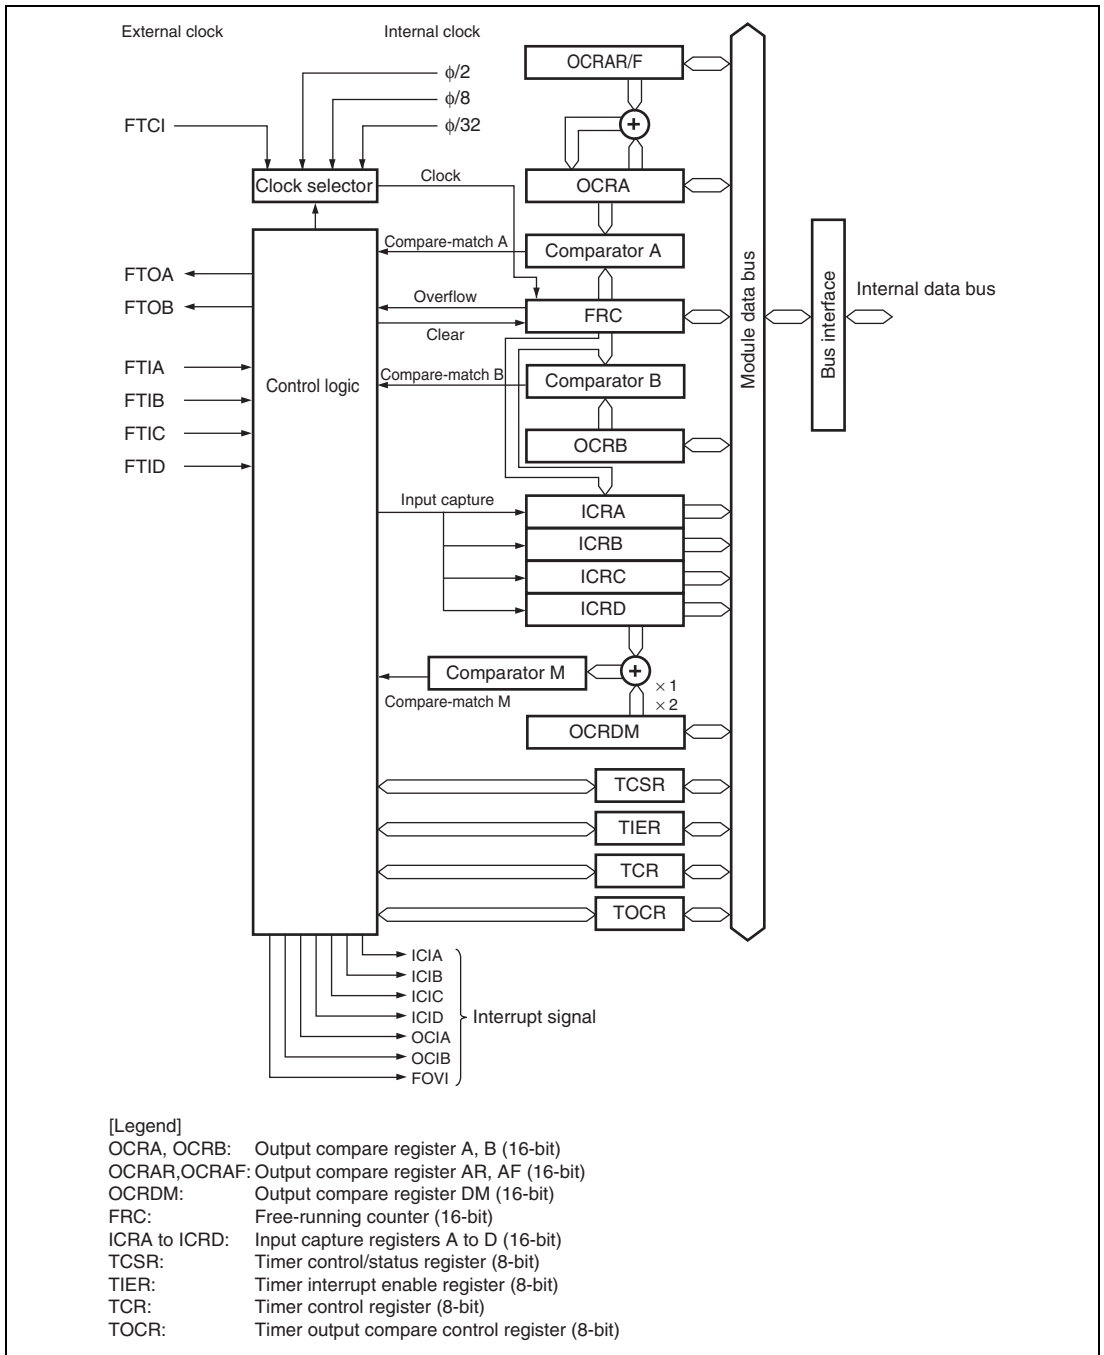 External clock
Internal clock
OCRAR/F
ϕ/2
ϕ/8
FTCI
ϕ/32
+
Clock selector
Clock
OCRA
Compare-match A
Comparator A
FTOA
FTOB
Overflow
FRC
Clear
Module data bus
Bus interface
Internal data bus
FTIA
FTIB
FTIC
FTID
Control logic
Compare-match B
Comparator B
OCRB
Input capture
ICRA
ICRB
ICRC
ICRD
Comparator M
+
× 1
× 2
Compare-match M
OCRDM
TCSR
TIER
TCR
TOCR
ICIA
ICIB
ICIC
ICID
OCIA
OCIB
FOVI
Interrupt signal
[Legend]
OCRA, OCRB: Output compare register A, B (16-bit)
OCRAR,OCRAF: Output compare register AR, AF (16-bit)
OCRDM: Output compare register DM (16-bit)
FRC: Free-running counter (16-bit)
ICRA to ICRD: Input capture registers A to D (16-bit)
TCSR: Timer control/status register (8-bit)
TIER: Timer interrupt enable register (8-bit)
TCR: Timer control register (8-bit)
TOCR: Timer output compare control register (8-bit)